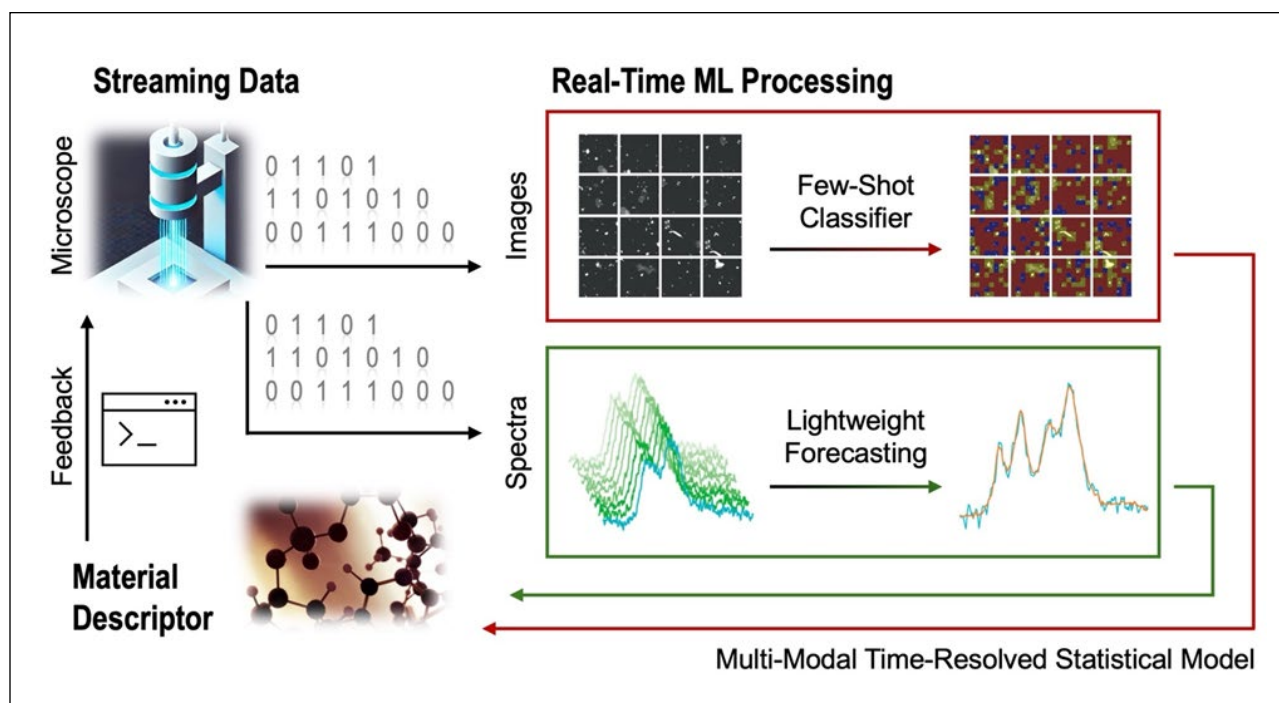 Streaming Data
Real-Time ML Processing
Microscope
0 1 1 0 1
1 1 0 1 0 1 0
0 0 1 1 1 0 0 0
Images
Few-Shot
Classifier
0 1 1 0 1
1 1 0 1 0 1 0
0 0 1 1 1 0 0 0
Feedback
>_
Spectra
Lightweight
Forecasting
Material
Descriptor
Multi-Modal Time-Resolved Statistical Model